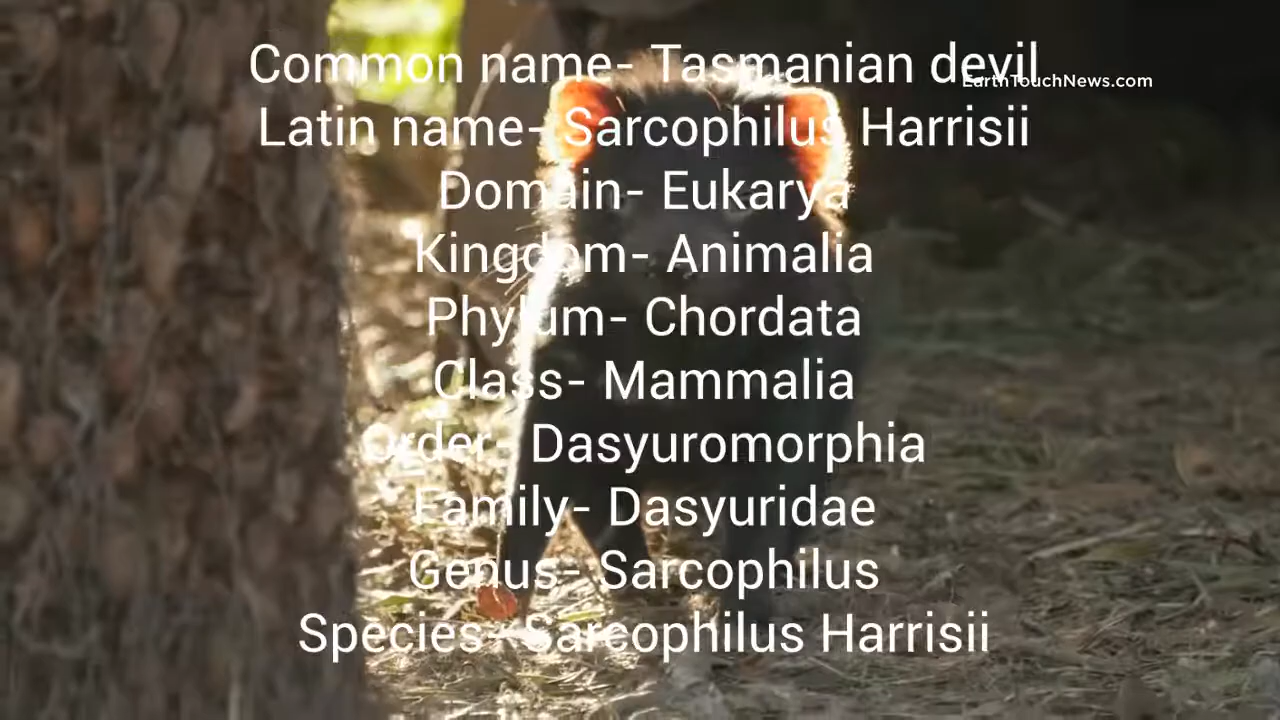 Common name- Tasmanian devil
EarthTouchNews.com
Latin name- Sarcophilus Harrisii
Domain- Eukarya
Kingdom- Animalia
Phylum- Chordata
Class- Mammalia
Order- Dasyuromorphia
Family- Dasyuridae
Genus- Sarcophilus
Species- Sarcophilus Harrisii